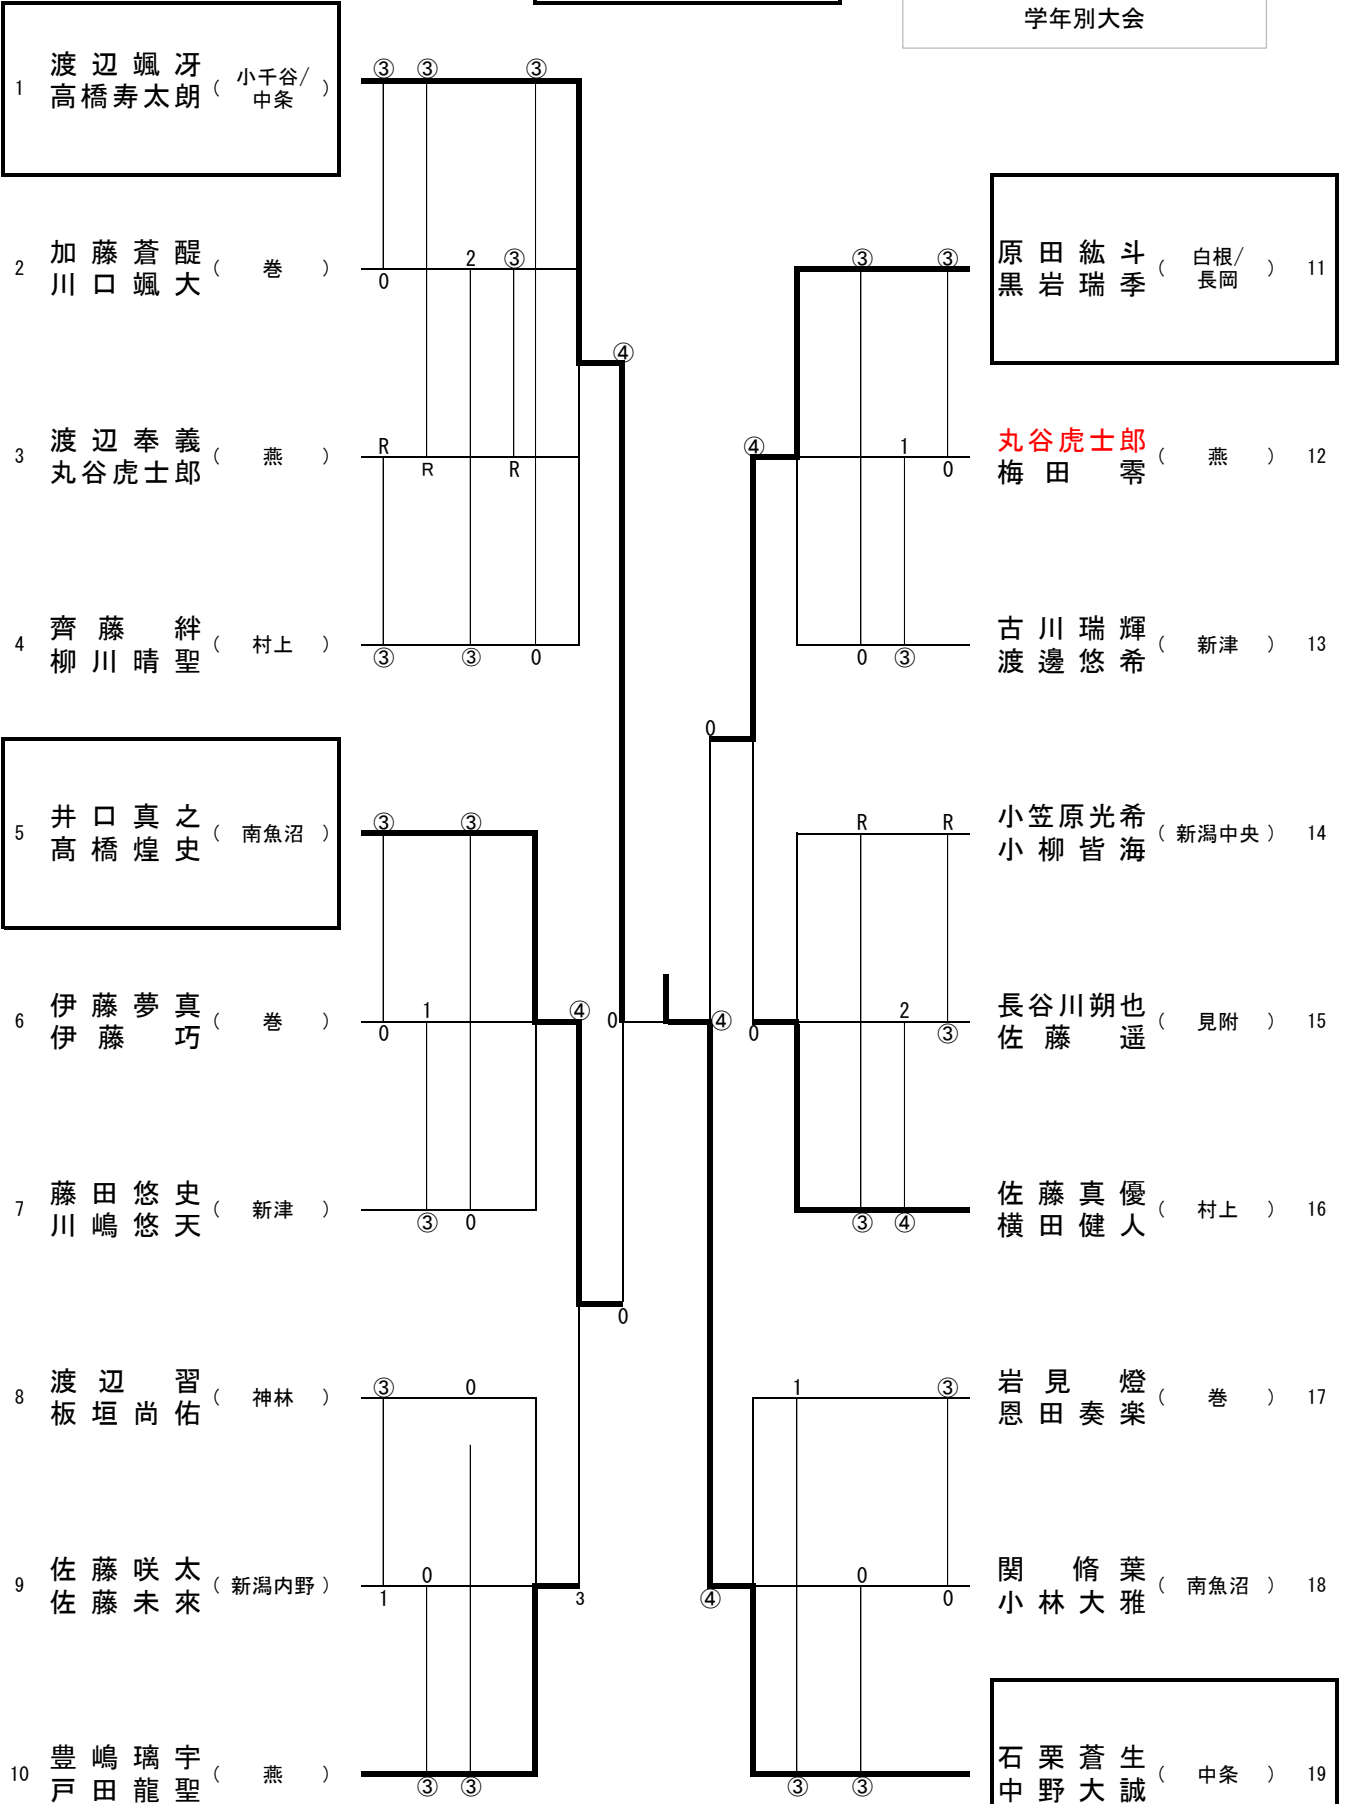 学年別大会
1 渡辺颯冴 高橋寿太朗 ( 小千谷/中条 )
③ ③ ③
2 加藤蒼醍 川口颯大 ( 巻 )
0 2 ③
④
3 渡辺奉義 丸谷虎士郎 ( 燕 )
R R R
4 齊藤絆 柳川晴聖 ( 村上 )
③ ③ 0
5 井口真之 髙橋煌史 ( 南魚沼 )
③ ③
6 伊藤夢真 伊藤巧 ( 巻 )
0 1 ④ 0
7 藤田悠史 川嶋悠天 ( 新津 )
③ 0
0
8 渡辺習 板垣尚佑 ( 神林 )
③ 0
9 佐藤咲太 佐藤未來 ( 新潟内野 )
1 0 3
10 豊嶋璃宇 戸田龍聖 ( 燕 )
③ ③
③ ③
原田紘斗 黒岩瑞季 ( 白根/長岡 ) 11
④ 1 0
丸谷虎士郎 梅田零 ( 燕 ) 12
0 ③
古川瑞輝 渡邊悠希 ( 新津 ) 13
0
R R
小笠原光希 小柳皆海 ( 新潟中央 ) 14
④ 0 2 ③
長谷川朔也 佐藤遥 ( 見附 ) 15
③ ④
佐藤真優 横田健人 ( 村上 ) 16
1 ③
岩見燈 恩田奏楽 ( 巻 ) 17
④ 0 0
関脩葉 小林大雅 ( 南魚沼 ) 18
③ ③
石栗蒼生 中野大誠 ( 中条 ) 19